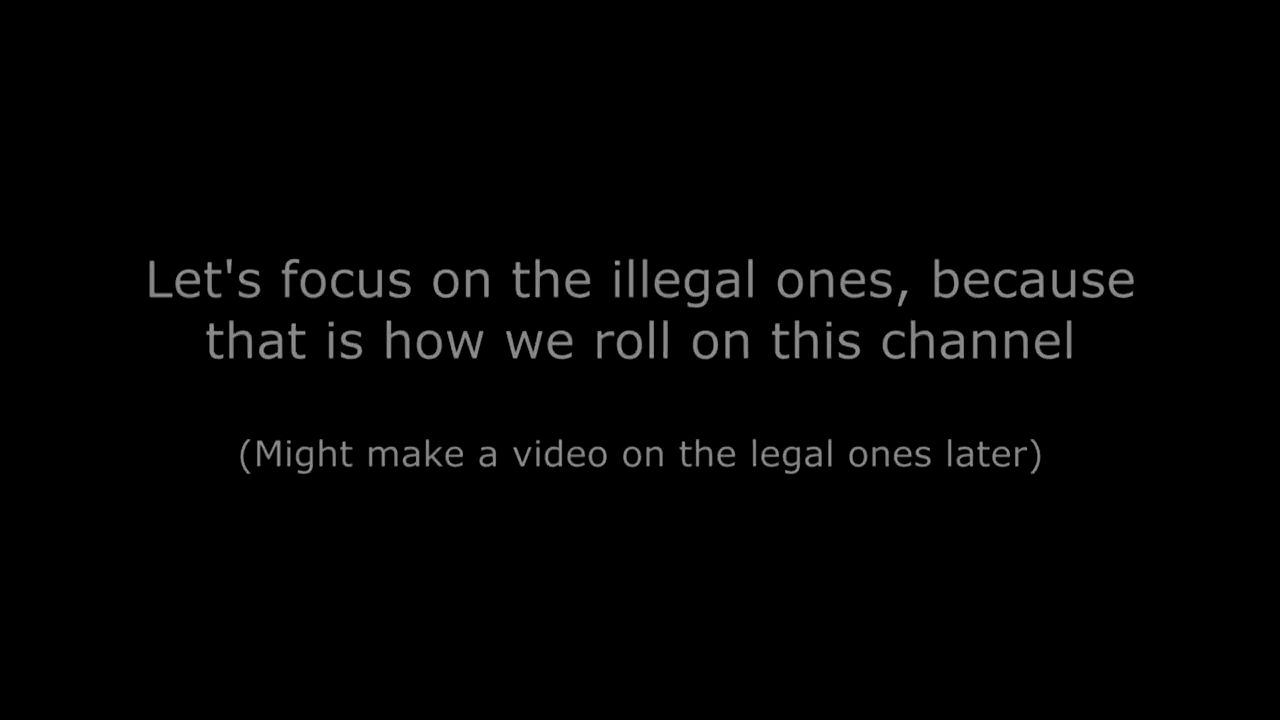 Let's focus on the illegal ones, because
that is how we roll on this channel
(Might make a video on the legal ones later)